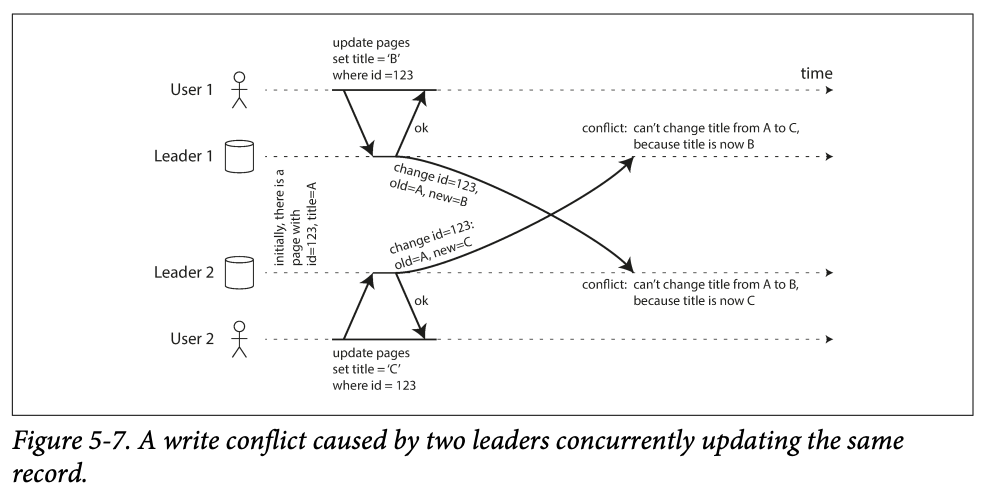 update pages
set title = ‘B’
where id =123
time
User 1
ok
conflict: can’t change title from A to C,
because title is now B
Leader 1
change id=123,
old=A, new=B
initially, there is a
page with
id=123, title=A
change id=123:
old=A, new=C
Leader 2
conflict: can’t change title from A to B,
because title is now C
ok
User 2
update pages
set title = ‘C’
where id = 123
Figure 5-7. A write conflict caused by two leaders concurrently updating the same
record.